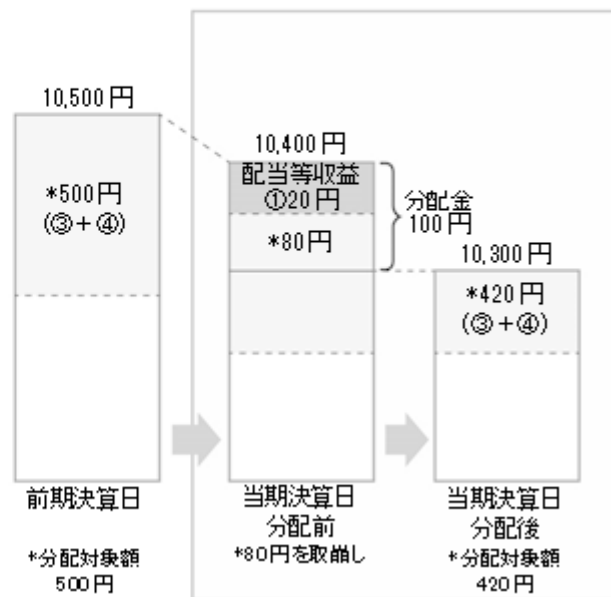 10,500円
*500円
(③+④)
前期決算日
*分配対象額
500円
10,400円
配当等収益
①20円
*80円
分配金
100円
当期決算日
分配前
*80円を取崩し
10,300円
*420円
(③+④)
当期決算日
分配後
*分配対象額
420円